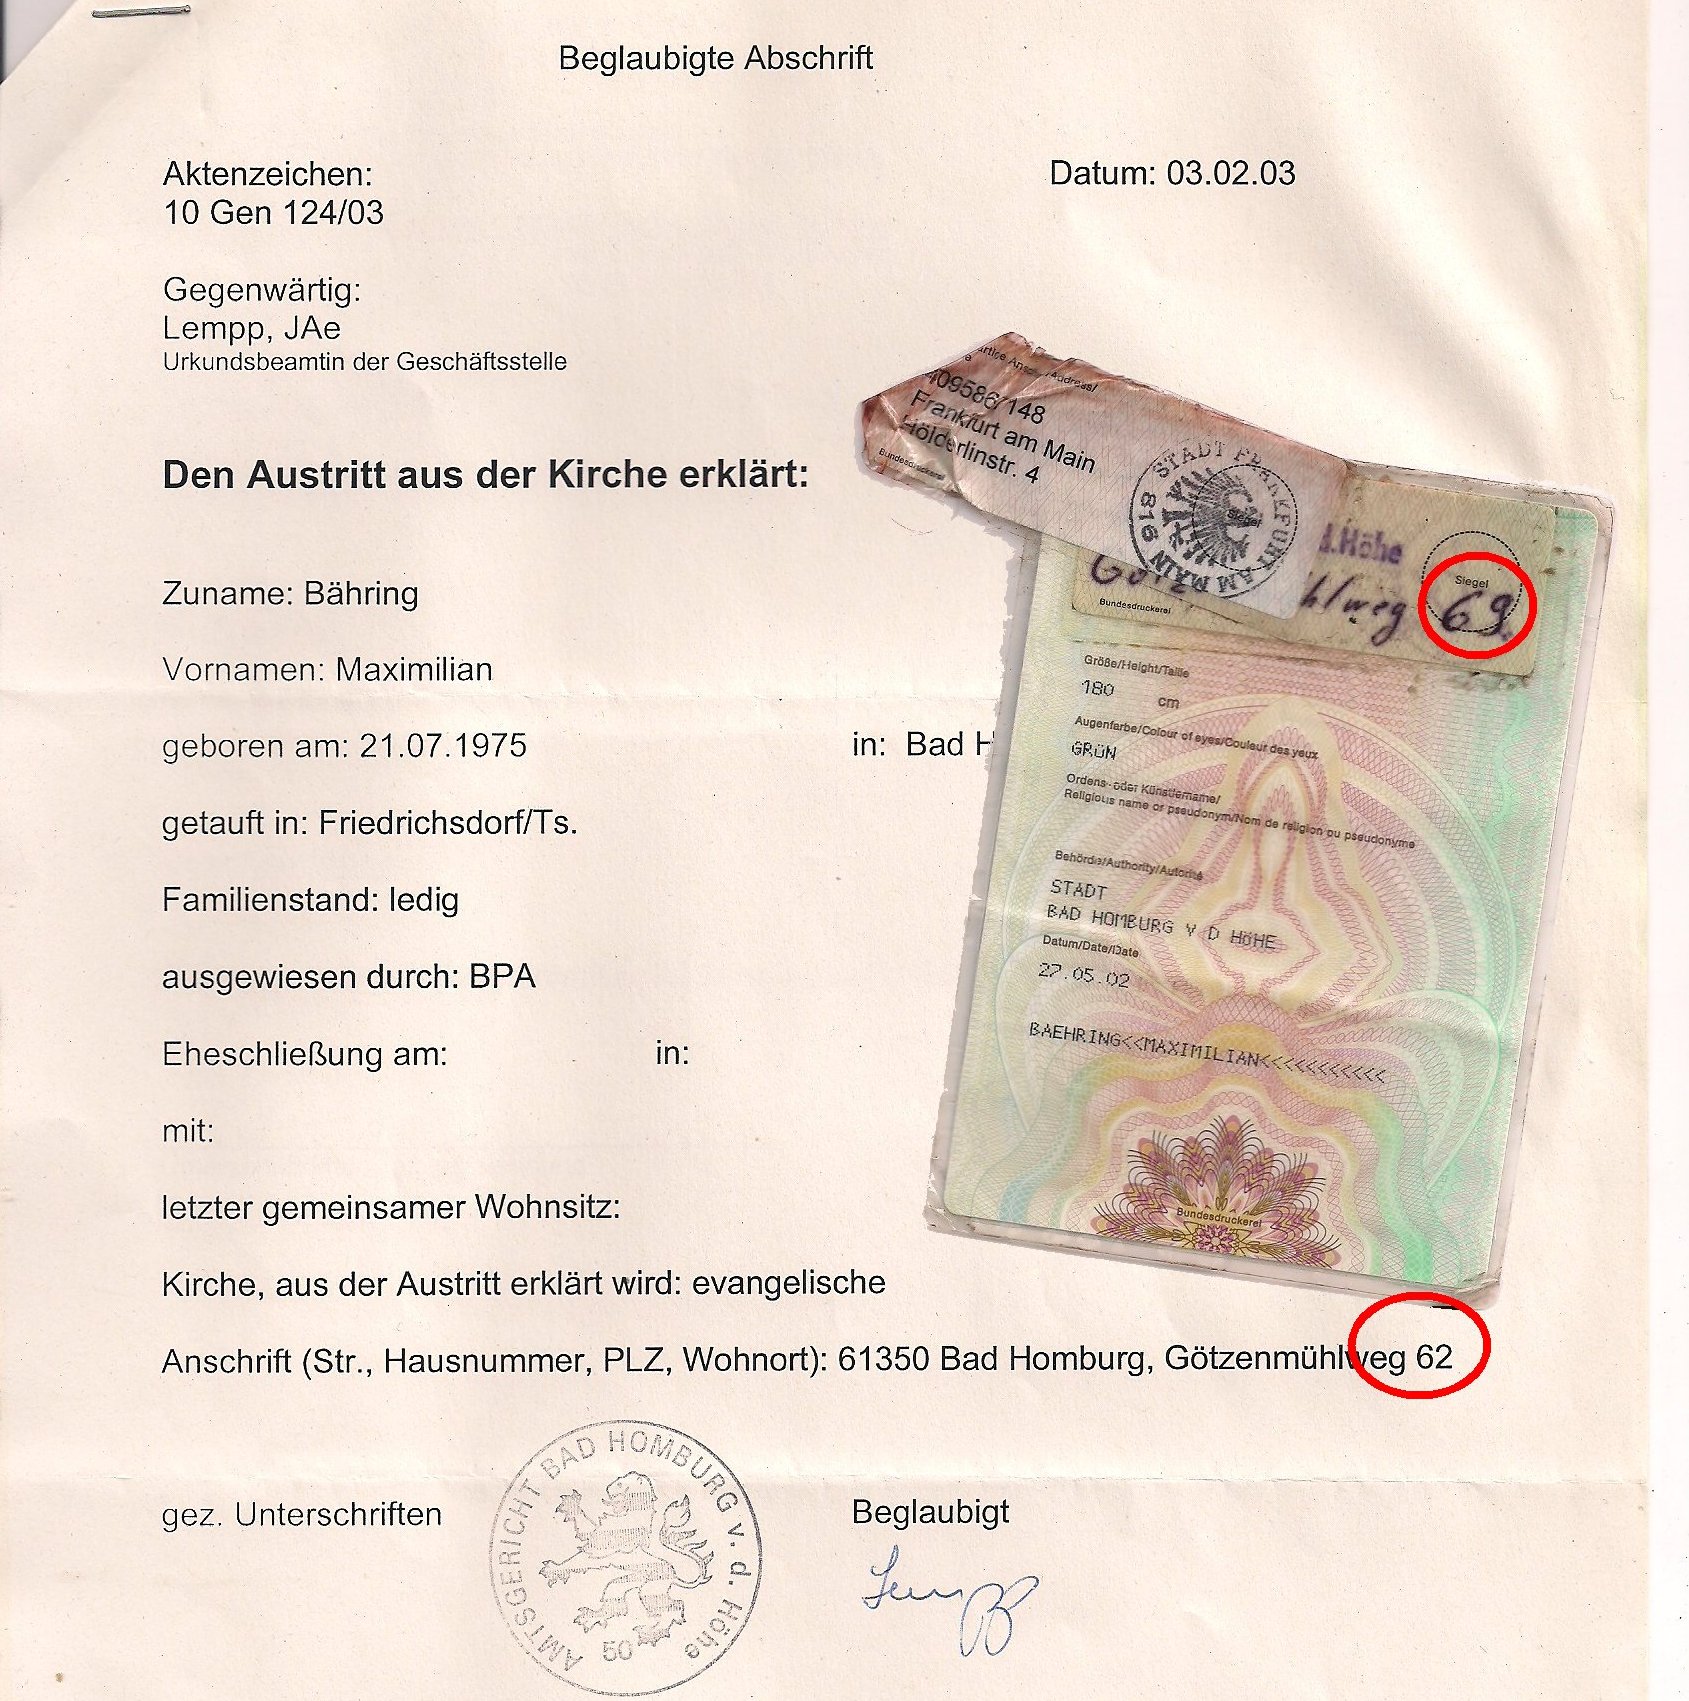 Beglaubigte Abschrift
Aktenzeichen:
10 Gen 124/03
Datum: 03.02.03
Gegenwärtig:
Lempp, JAe
Urkundsbeamtin der Geschäftsstelle
Den Austritt aus der Kirche erklärt:
Zuname: Bähring
Vornamen: Maximilian
geboren am: 21.07.1975
in: Bad H
getauft in: Friedrichsdorf/Ts.
Familienstand: ledig
ausgewiesen durch: BPA
Eheschließung am: in:
mit:
letzter gemeinsamer Wohnsitz:
Kirche, aus der Austritt erklärt wird: evangelische
Anschrift (Str., Hausnummer, PLZ, Wohnort): 61350 Bad Homburg, Götzenmühlweg 62
gez. Unterschriften
Beglaubigt
AMTSGERICHT BAD HOMBURG v. d. Höhe
50
Lempp
/Address/
409586/148
Frankfurt am Main
Hölderlinstr. 4
Bundesdruckerei
STADT FRANKFURT AM MAIN 816
Siegel
d.Höhe
Siegel
hlweg 69
Bundesdruckerei
Größe/Height/Taille
180 cm
Augenfarbe/Colour of eyes/Couleur des yeux
GRÜN
Ordens- oder Künstlername/
Religious name or pseudonym/Nom de religion ou pseudonyme
Behörde/Authority/Autorité
STADT
BAD HOMBURG V D HÖHE
Datum/Date/Date
27.05.02
BAEHRING<<MAXIMILIAN<<<<<<<<<<<
Bundesdruckerei